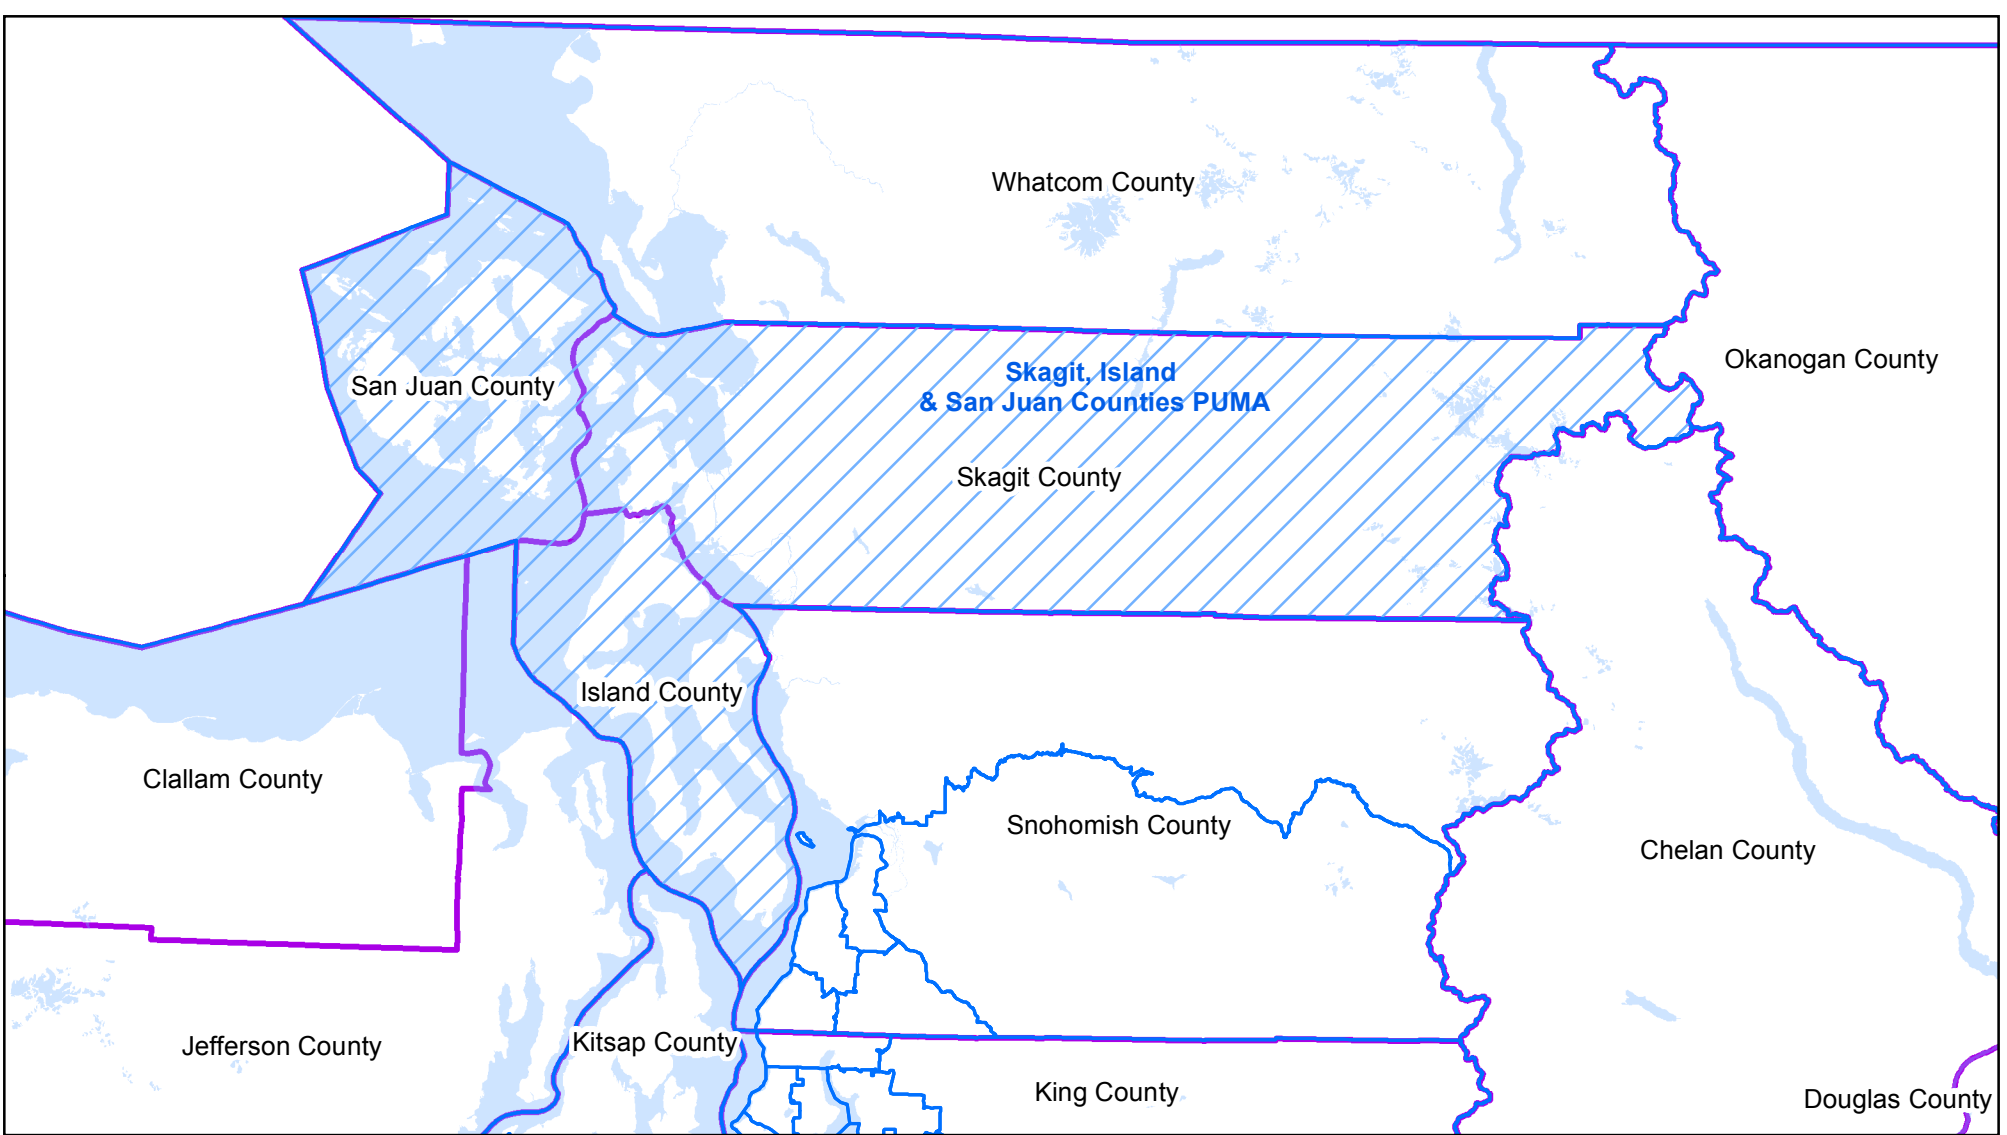 Whatcom County
Okanogan County
Skagit, Island
& San Juan Counties PUMA
San Juan County
Skagit County
Island County
Clallam County
Snohomish County
Chelan County
Jefferson County
Kitsap County
King County
Douglas County